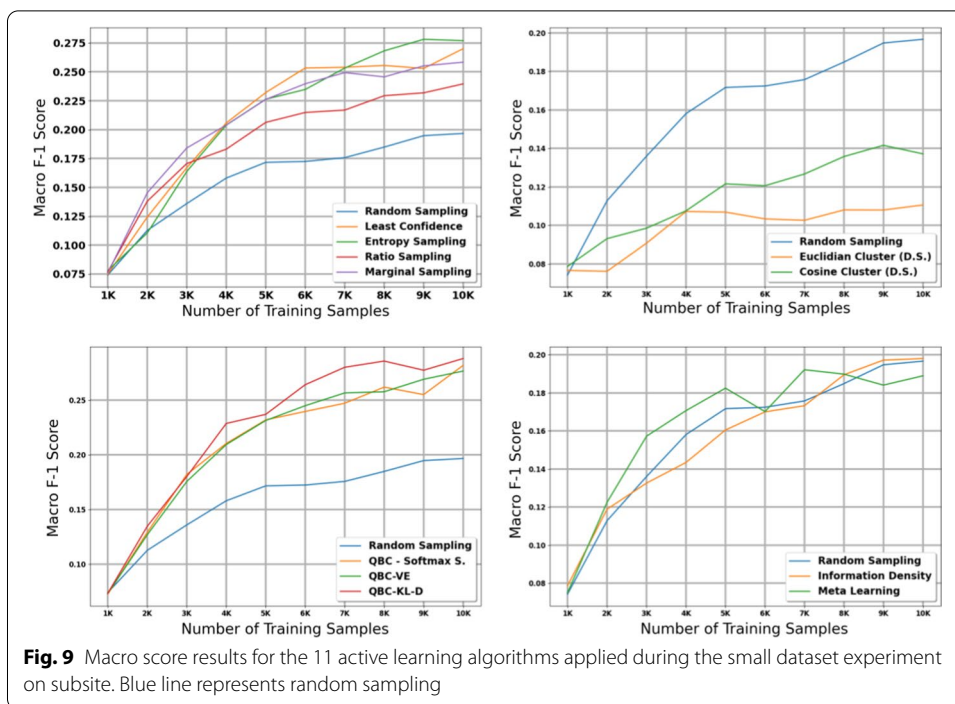 Macro F-1 Score
0.275
0.250
0.225
0.200
0.175
0.150
0.125
0.100
0.075
Random Sampling
Least Confidence
Entropy Sampling
Ratio Sampling
Marginal Sampling
1K 2K 3K 4K 5K 6K 7K 8K 9K 10K
Number of Training Samples
Macro F-1 Score
0.20
0.18
0.16
0.14
0.12
0.10
0.08
Random Sampling
Euclidian Cluster (D.S.)
Cosine Cluster (D.S.)
1K 2K 3K 4K 5K 6K 7K 8K 9K 10K
Number of Training Samples
Macro F-1 Score
0.25
0.20
0.15
0.10
Random Sampling
QBC - Softmax S.
QBC-VE
QBC-KL-D
1K 2K 3K 4K 5K 6K 7K 8K 9K 10K
Number of Training Samples
Macro F-1 Score
0.20
0.18
0.16
0.14
0.12
0.10
0.08
Random Sampling
Information Density
Meta Learning
1K 2K 3K 4K 5K 6K 7K 8K 9K 10K
Number of Training Samples
Fig. 9 Macro score results for the 11 active learning algorithms applied during the small dataset experiment
on subsite. Blue line represents random sampling